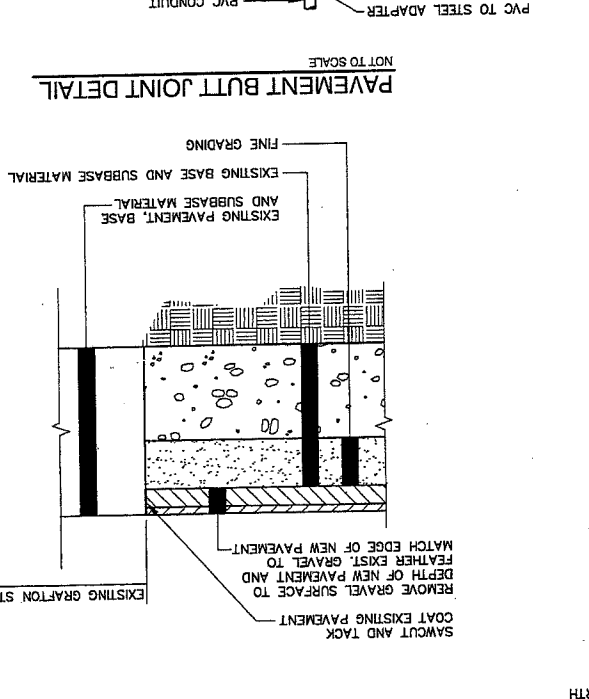 RTH
SAWCUT AND TACK
COAT EXISTING PAVEMENT
EXISTING GRAFTON ST
REMOVE GRAVEL SURFACE TO
DEPTH OF NEW PAVEMENT AND
FEATHER EXIST. GRAVEL TO
MATCH EDGE OF NEW PAVEMENT
EXISTING PAVEMENT, BASE
AND SUBBASE MATERIAL
EXISTING BASE AND SUBBASE MATERIAL
FINE GRADING
PAVEMENT BUTT JOINT DETAIL
NOT TO SCALE
PVC TO STEEL ADAPTER
PVC CONDUIT